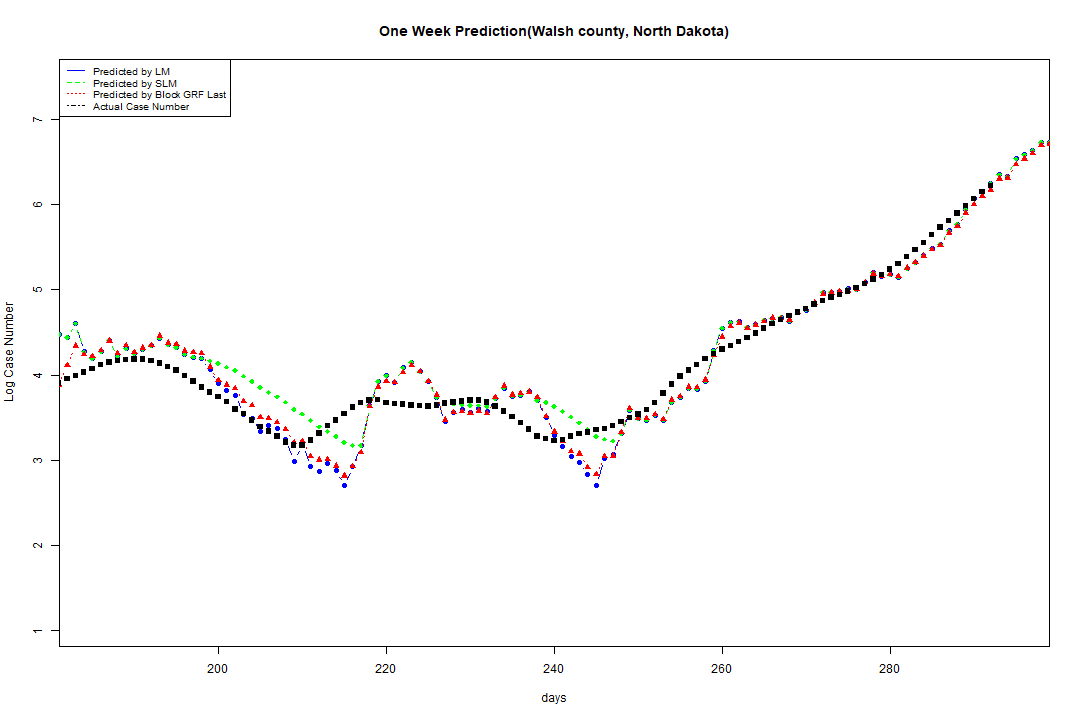 One Week Prediction(Walsh county, North Dakota)
Predicted by LM
Predicted by SLM
Predicted by Block GRF Last
Actual Case Number
7
6
5
4
3
2
1
Log Case Number
200 220 240 260 280
days